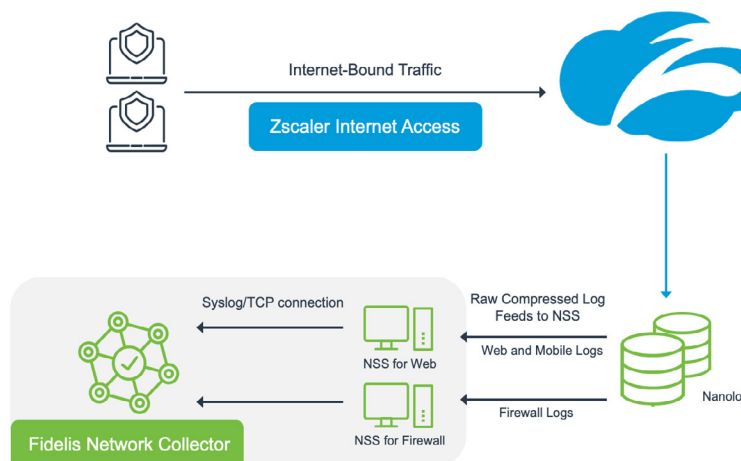 Internet-Bound Traffic
Zscaler Internet Access
Syslog/TCP connection
Raw Compressed Log
Feeds to NSS
NSS for Web
Web and Mobile Logs
Nanolo
Firewall Logs
NSS for Firewall
Fidelis Network Collector